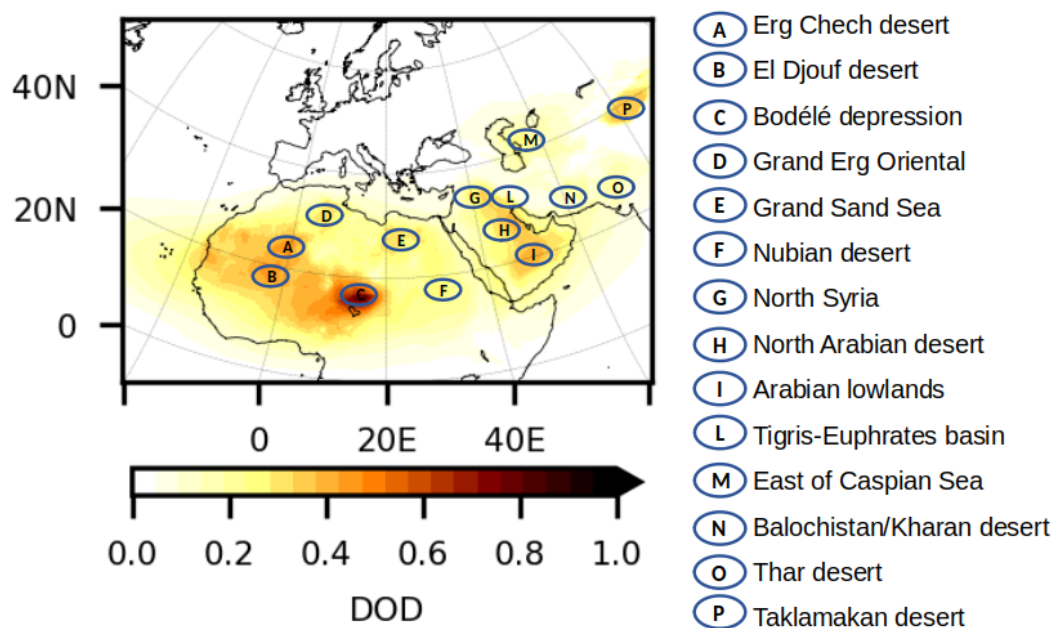 40N
20N
0
0 20E 40E
0.0 0.2 0.4 0.6 0.8 1.0
DOD
P
M
O
N
L
G
H
I
D
E
A
B
C
F
A Erg Chech desert
B El Djouf desert
C Bodélé depression
D Grand Erg Oriental
E Grand Sand Sea
F Nubian desert
G North Syria
H North Arabian desert
I Arabian lowlands
L Tigris-Euphrates basin
M East of Caspian Sea
N Balochistan/Kharan desert
O Thar desert
P Taklamakan desert